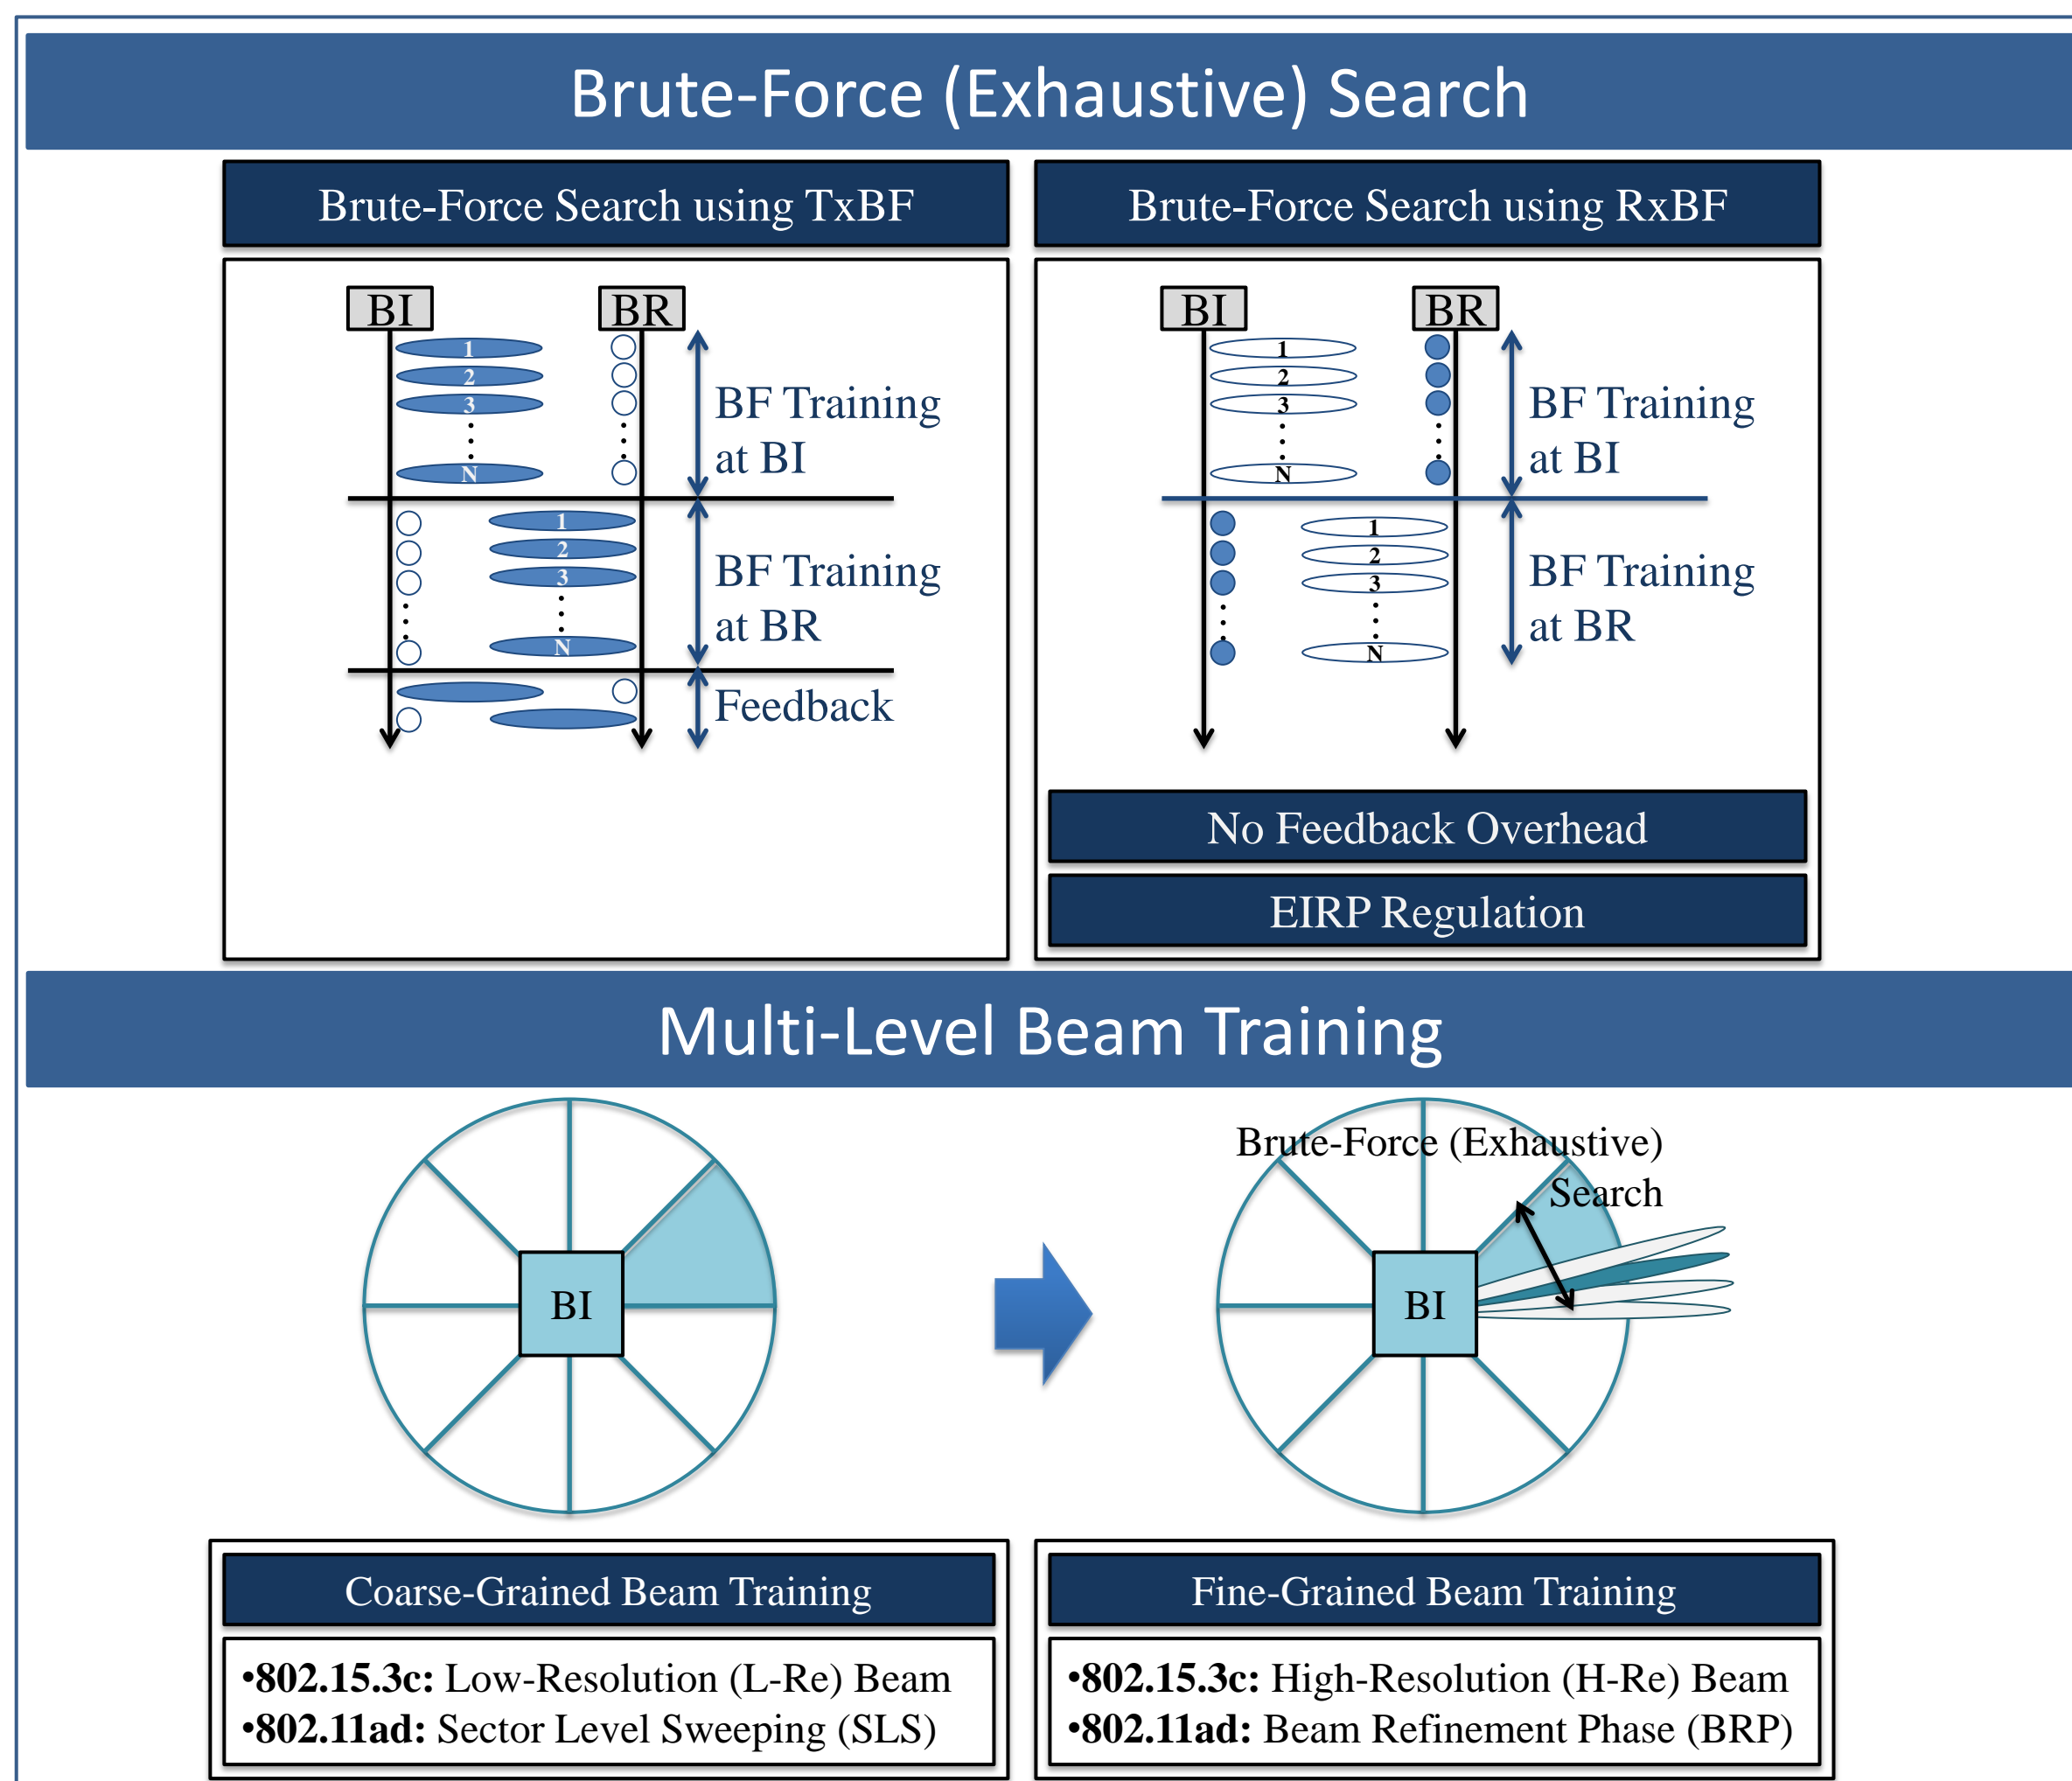 Brute-Force (Exhaustive) Search
Brute-Force Search using TxBF
BI
BR
1
2
3
N
BF Training
at BI
1
2
3
N
BF Training
at BR
Feedback
Brute-Force Search using RxBF
BI
BR
1
2
3
N
BF Training
at BI
1
2
3
N
BF Training
at BR
No Feedback Overhead
EIRP Regulation
Multi-Level Beam Training
BI
Brute-Force (Exhaustive)
Search
BI
Coarse-Grained Beam Training
•802.15.3c: Low-Resolution (L-Re) Beam
•802.11ad: Sector Level Sweeping (SLS)
Fine-Grained Beam Training
•802.15.3c: High-Resolution (H-Re) Beam
•802.11ad: Beam Refinement Phase (BRP)